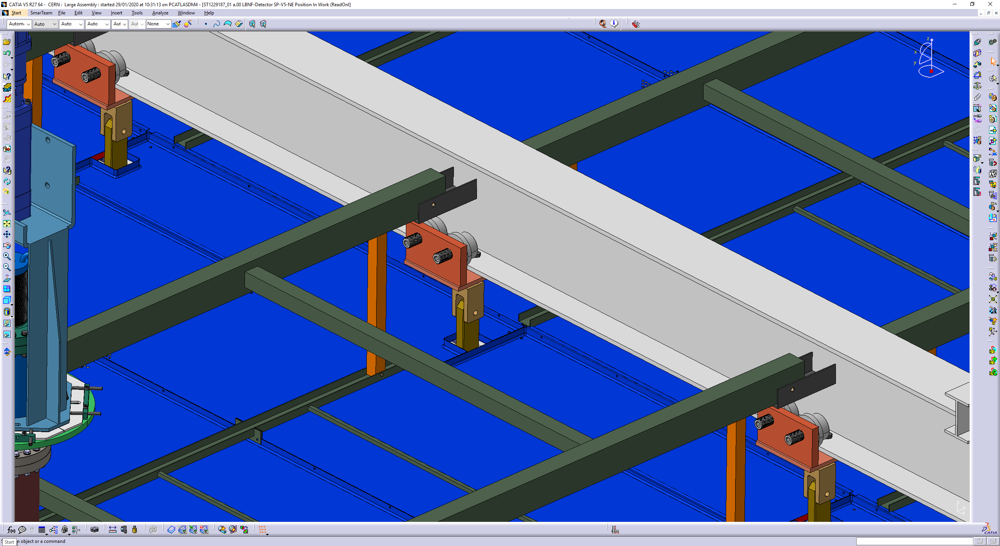 CATIA V5 R27 64 - CERN : Large Assembly : started 29/01/2020 at 10:31:13 on PCATLASDM4 - [ST1229187_01 a.00 LBNF-Detector SP-V5-NE Position In Work (ReadOnl]
Start SmarTeam File Edit View Insert Tools Analyze Window Help
Autom Auto Auto Auto Aut Aut None
z
x
y
z
y
x
f(x)
CATIA
Start
n object or a command